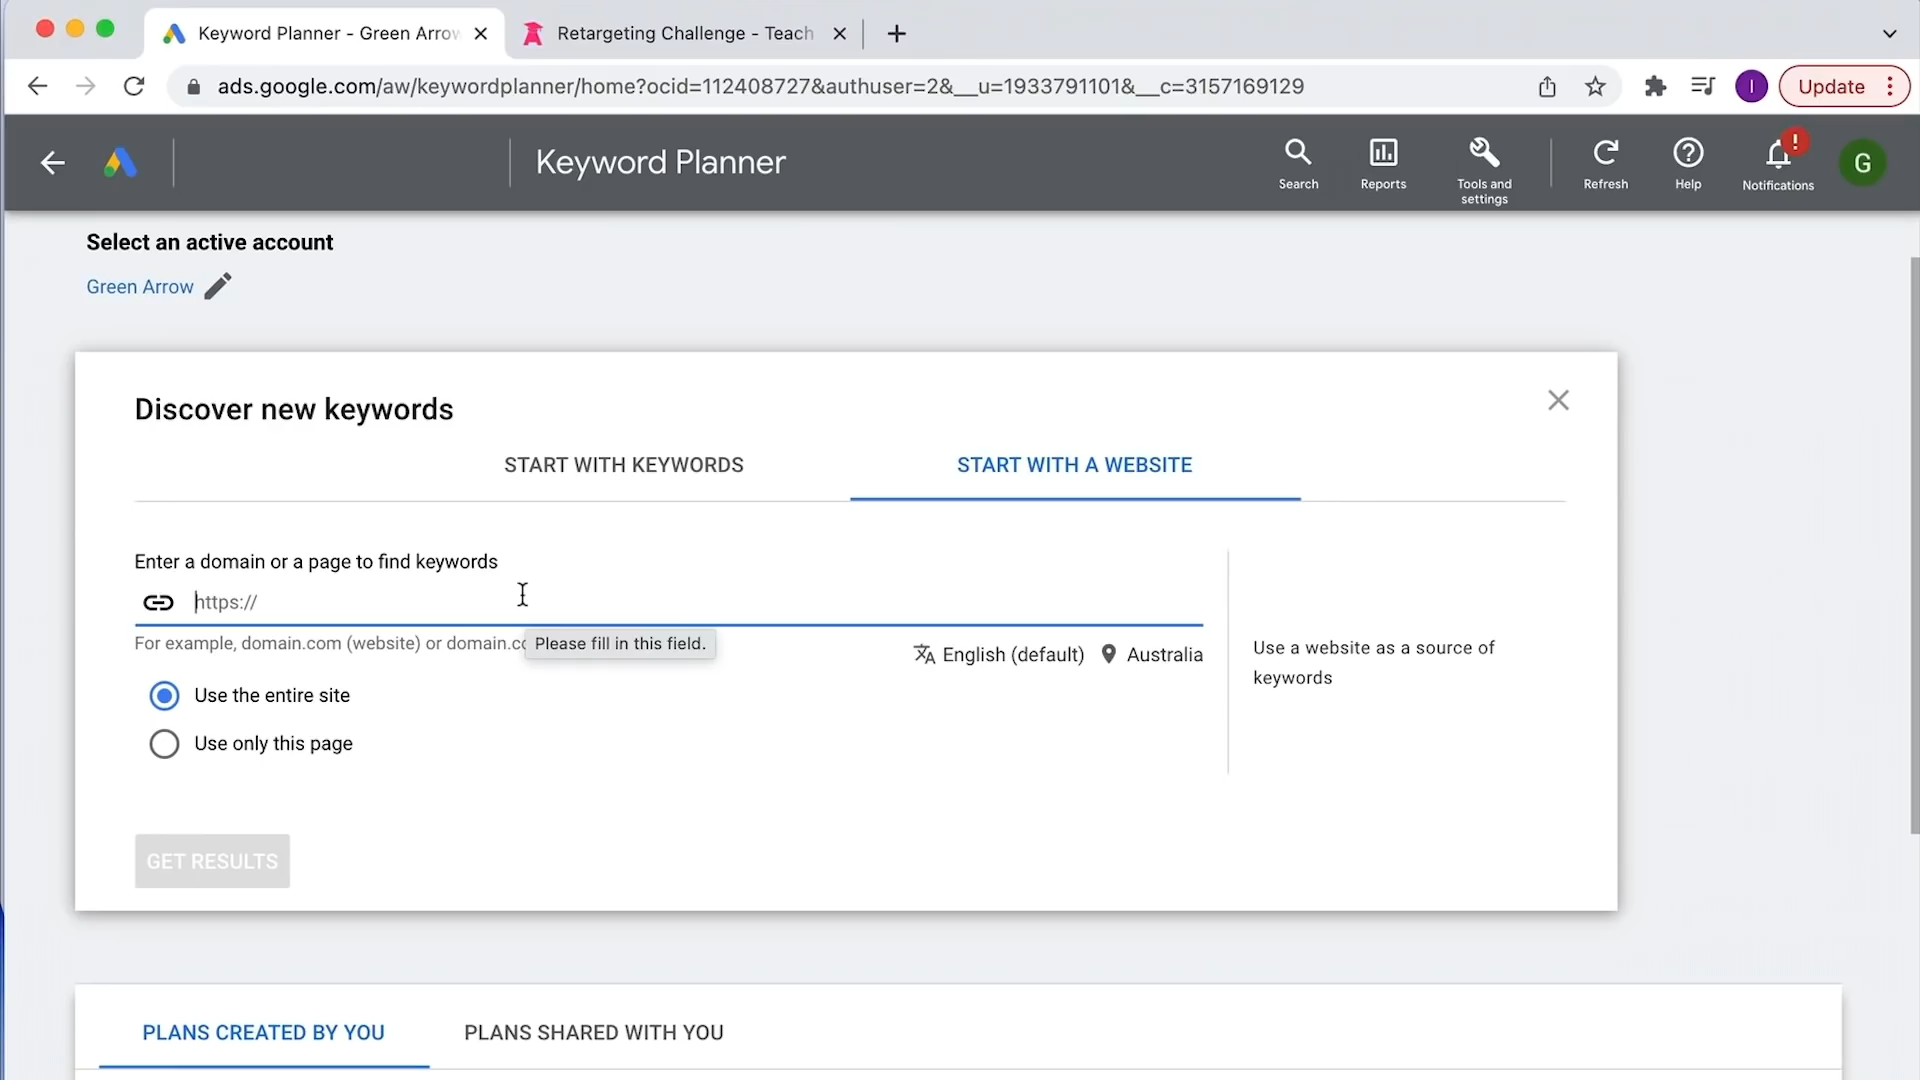 Keyword Planner - Green Arrow
Retargeting Challenge - Teach
ads.google.com/aw/keywordplanner/home?ocid=112408727&authuser=2&__u=1933791101&__c=3157169129
I
Update
Keyword Planner
Search
Reports
Tools and
settings
Refresh
Help
!
Notifications
G
Select an active account
Green Arrow
Discover new keywords
START WITH KEYWORDS
START WITH A WEBSITE
Enter a domain or a page to find keywords
https://
For example, domain.com (website) or domain.co
Please fill in this field.
English (default)
Australia
Use a website as a source of
keywords
Use the entire site
Use only this page
GET RESULTS
PLANS CREATED BY YOU
PLANS SHARED WITH YOU